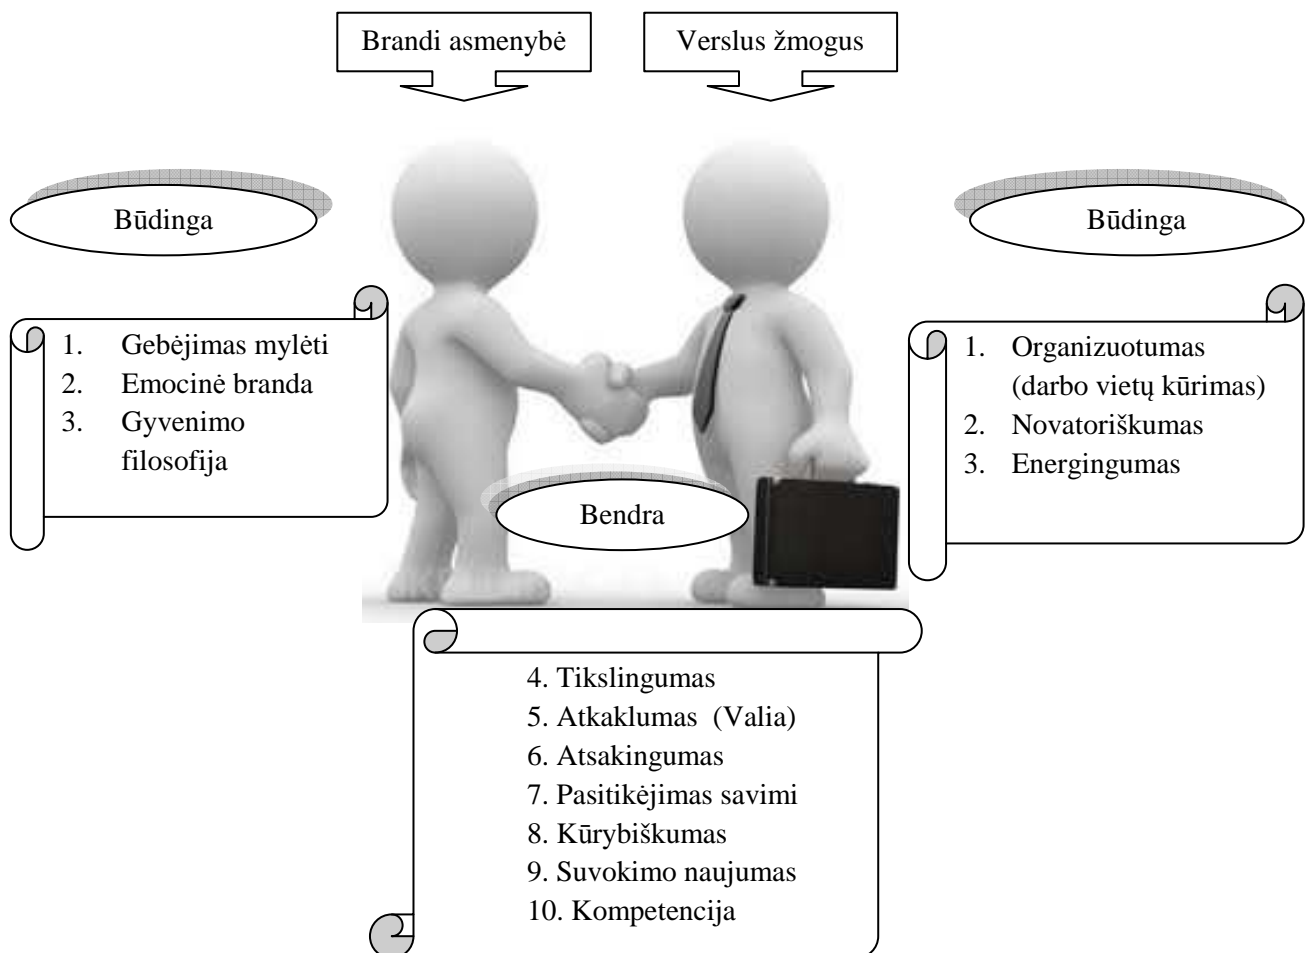 Brandi asmenybė
Verslus žmogus
Būdinga
Būdinga
1. Gebėjimas mylėti
2. Emocinė branda
3. Gyvenimo
filosofija
1. Organizuotumas
(darbo vietų kūrimas)
2. Novatoriškumas
3. Energingumas
Bendra
4. Tikslingumas
5. Atkaklumas (Valia)
6. Atsakingumas
7. Pasitikėjimas savimi
8. Kūrybiškumas
9. Suvokimo naujumas
10. Kompetencija